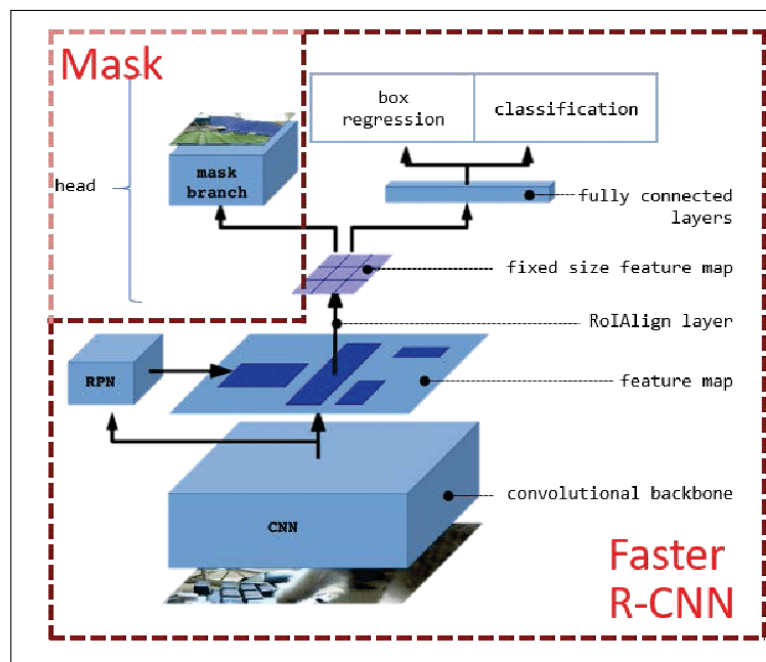 Mask
box
regression
classification
head
mask
branch
fully connected
layers
fixed size feature map
RoIAlign layer
RPN
feature map
convolutional backbone
CNN
Faster
R-CNN